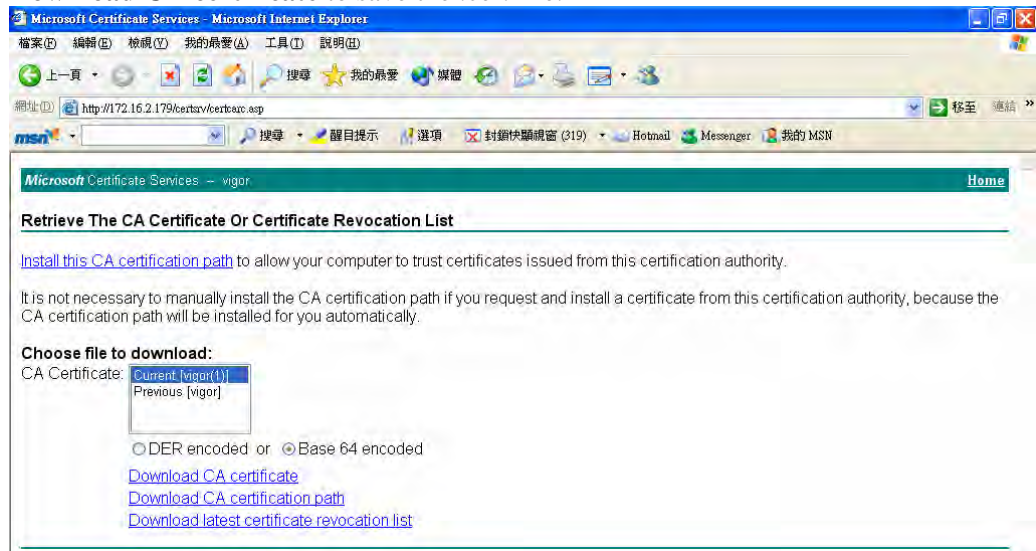 Microsoft Certificate Services - Microsoft Internet Explorer
檔案(F) 編輯(E) 檢視(V) 我的最愛(A) 工具(T) 說明(H)
上一頁 搜尋 我的最愛 媒體
網址(D) http://172.16.2.179/certsrv/certcarc.asp 移至 連結 »
msn 搜尋 醒目提示 選項 封鎖快顯視窗 (319) Hotmail Messenger 我的 MSN
Microsoft Certificate Services -- vigor Home
Retrieve The CA Certificate Or Certificate Revocation List
Install this CA certification path to allow your computer to trust certificates issued from this certification authority.
It is not necessary to manually install the CA certification path if you request and install a certificate from this certification authority, because the
CA certification path will be installed for you automatically.
Choose file to download:
CA Certificate: Current [vigor(1)]
Previous [vigor]
DER encoded or Base 64 encoded
Download CA certificate
Download CA certification path
Download latest certificate revocation list